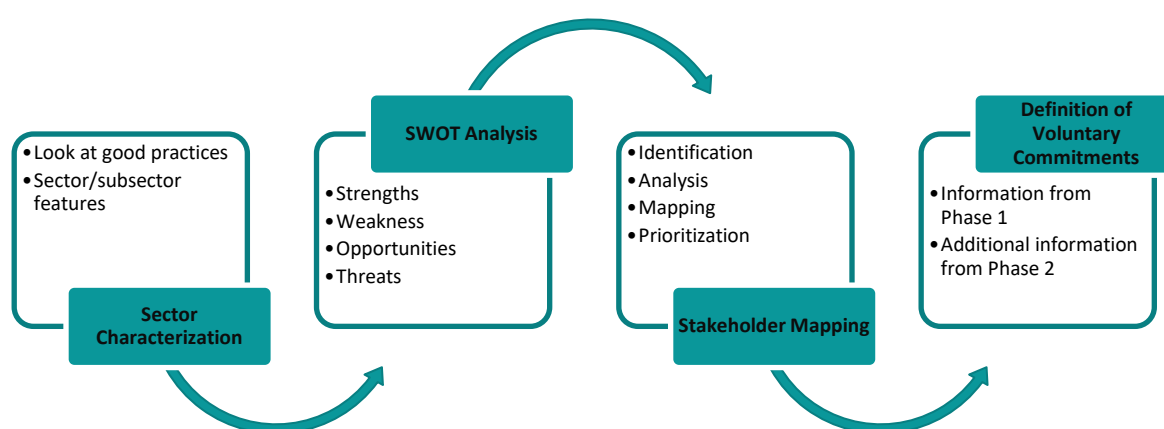 •Look at good practices
•Sector/subsector
features
Sector
Characterization
SWOT Analysis
•Strengths
•Weakness
•Opportunities
•Threats
•Identification
•Analysis
•Mapping
•Prioritization
Stakeholder Mapping
Definition of
Voluntary
Commitments
•Information from
Phase 1
•Additional information
from Phase 2